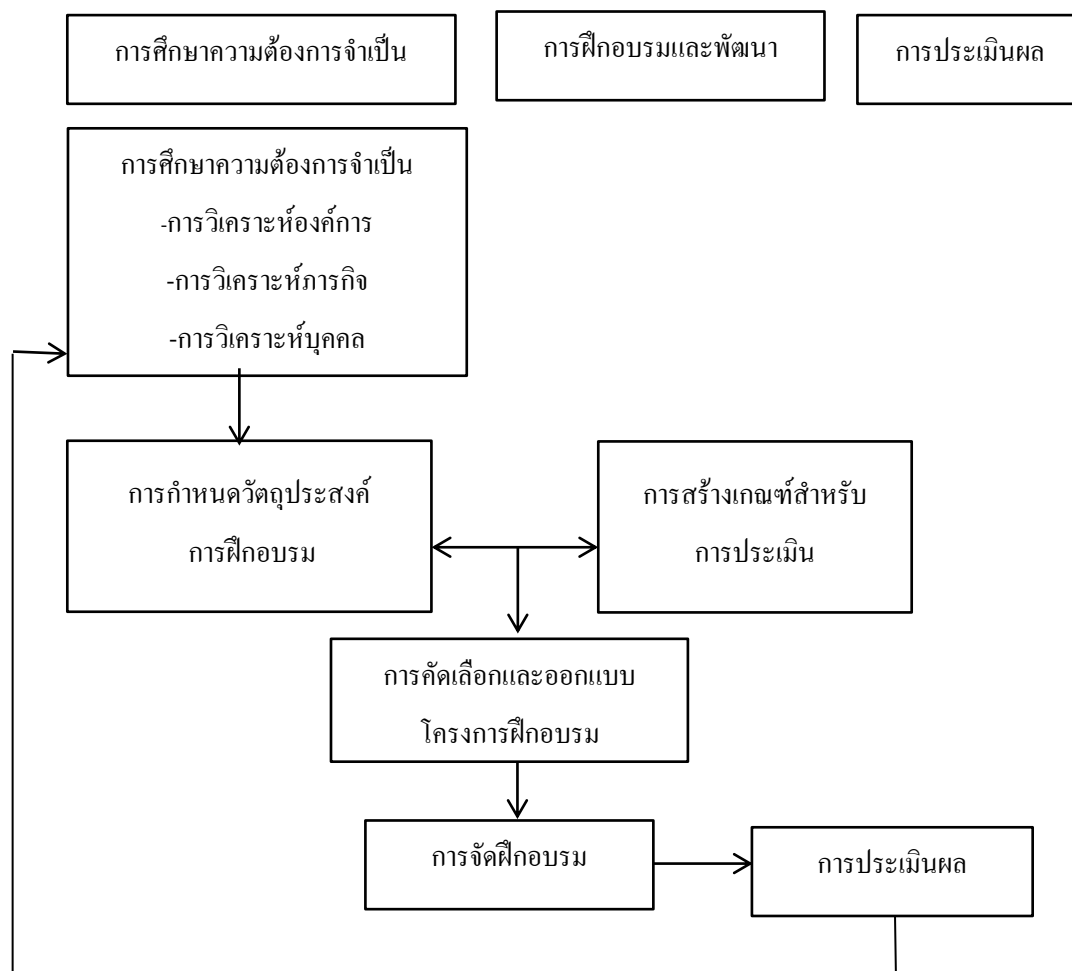 การศึกษาความต้องการจำเป็น
การฝึกอบรมและพัฒนา
การประเมินผล
การศึกษาความต้องการจำเป็น
-การวิเคราะห์องค์การ
-การวิเคราะห์ภารกิจ
-การวิเคราะห์บุคคล
การกำหนดวัตถุประสงค์
การฝึกอบรม
การสร้างเกณฑ์สำหรับ
การประเมิน
การคัดเลือกและออกแบบ
โครงการฝึกอบรม
การจัดฝึกอบรม
การประเมินผล